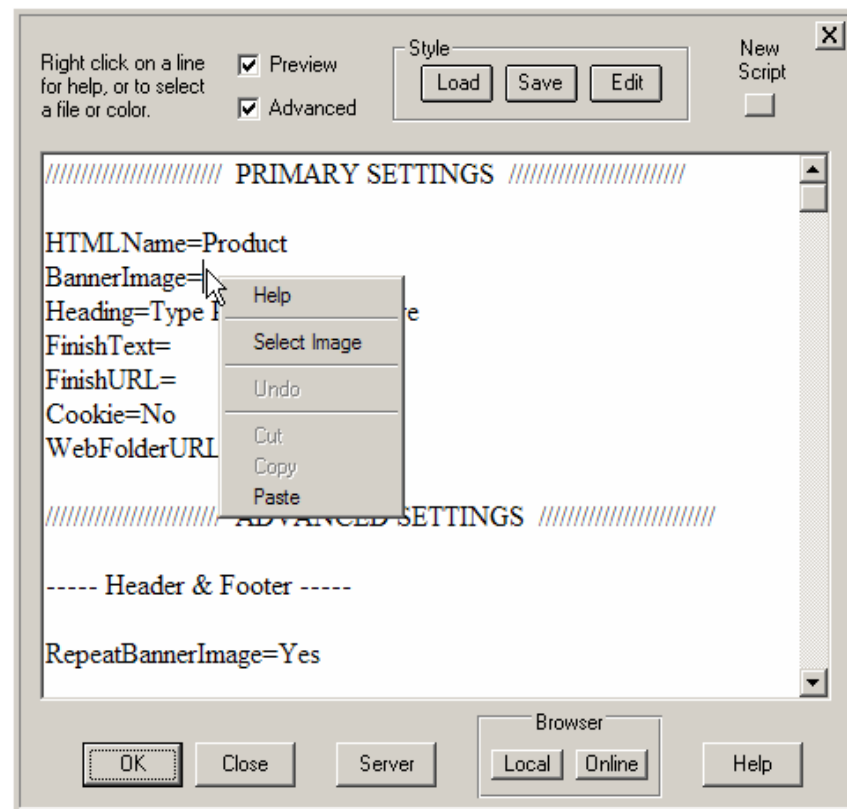 Right click on a line
for help, or to select
a file or color.
Preview
Advanced
Style
Load Save Edit
New
Script
//////////////////////// PRIMARY SETTINGS ////////////////////////
HTMLName=Product
BannerImage=
Heading=Type
FinishText=
FinishURL=
Cookie=No
WebFolderURL
Help
Select Image
Undo
Cut
Copy
Paste
//////////////////////// ADVANCED SETTINGS ////////////////////////
----- Header & Footer -----
RepeatBannerImage=Yes
OK Close Server
Browser
Local Online
Help